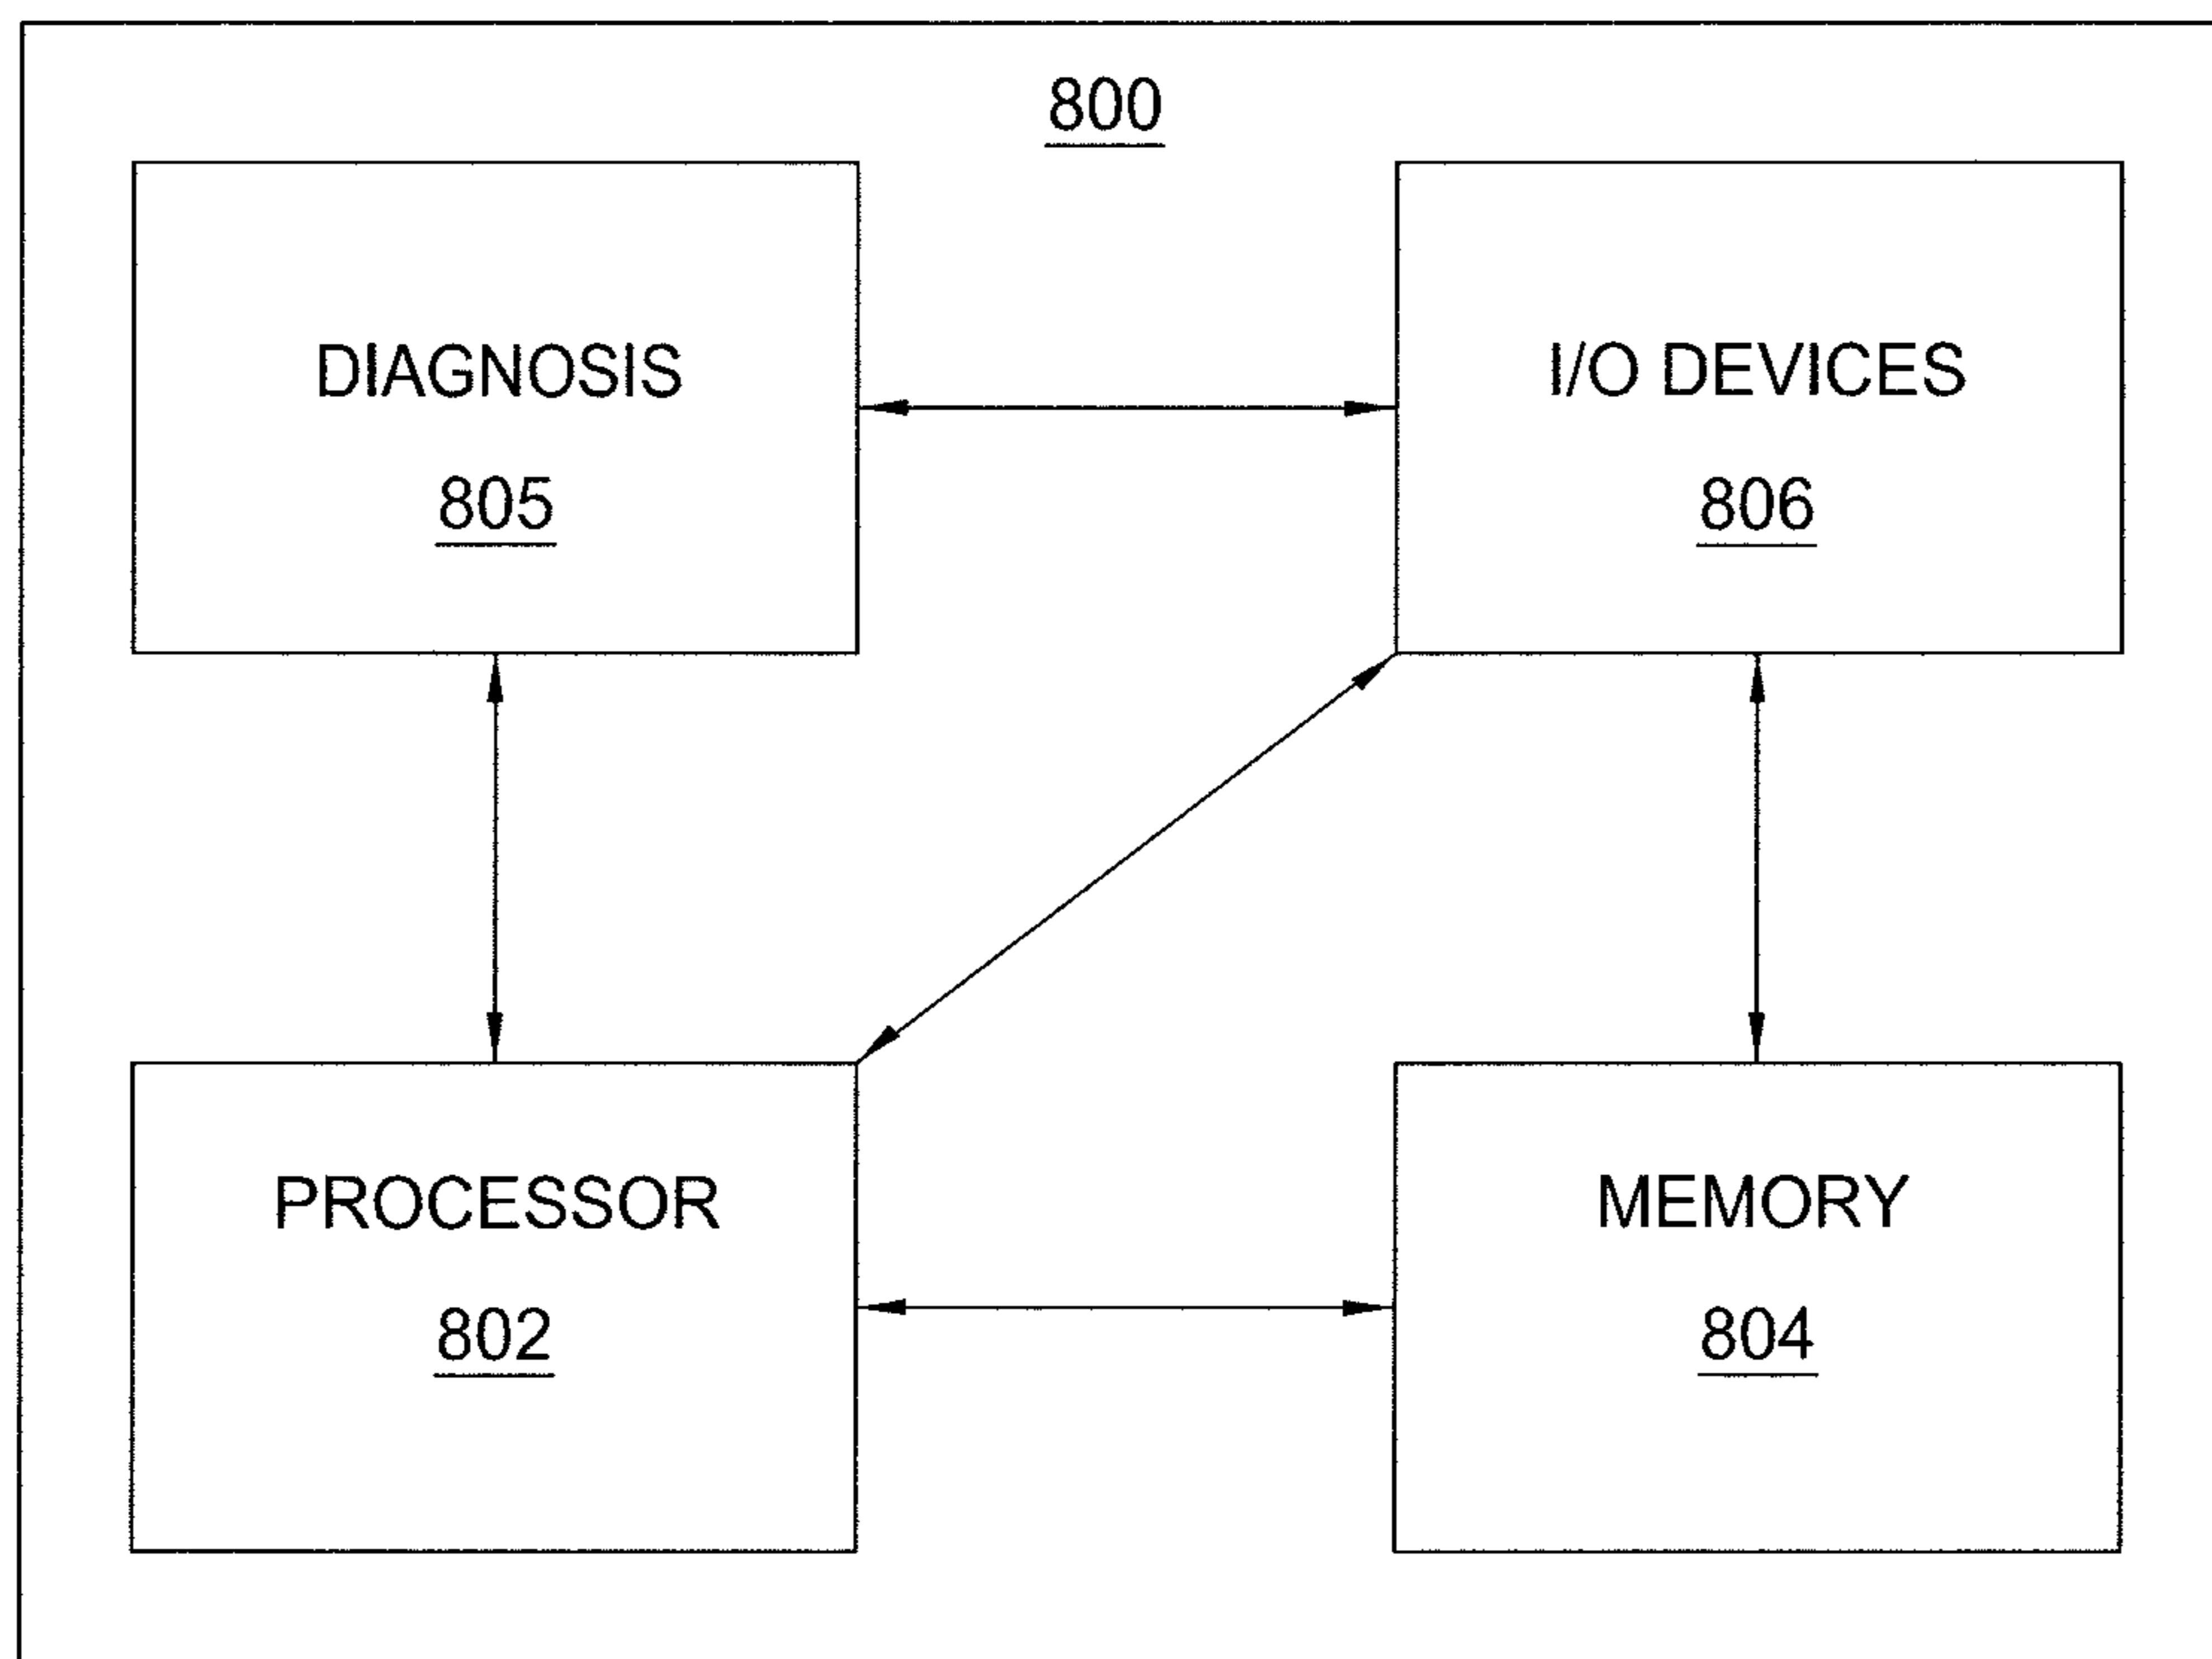 800
DIAGNOSIS
805
I/O DEVICES
806
PROCESSOR
802
MEMORY
804